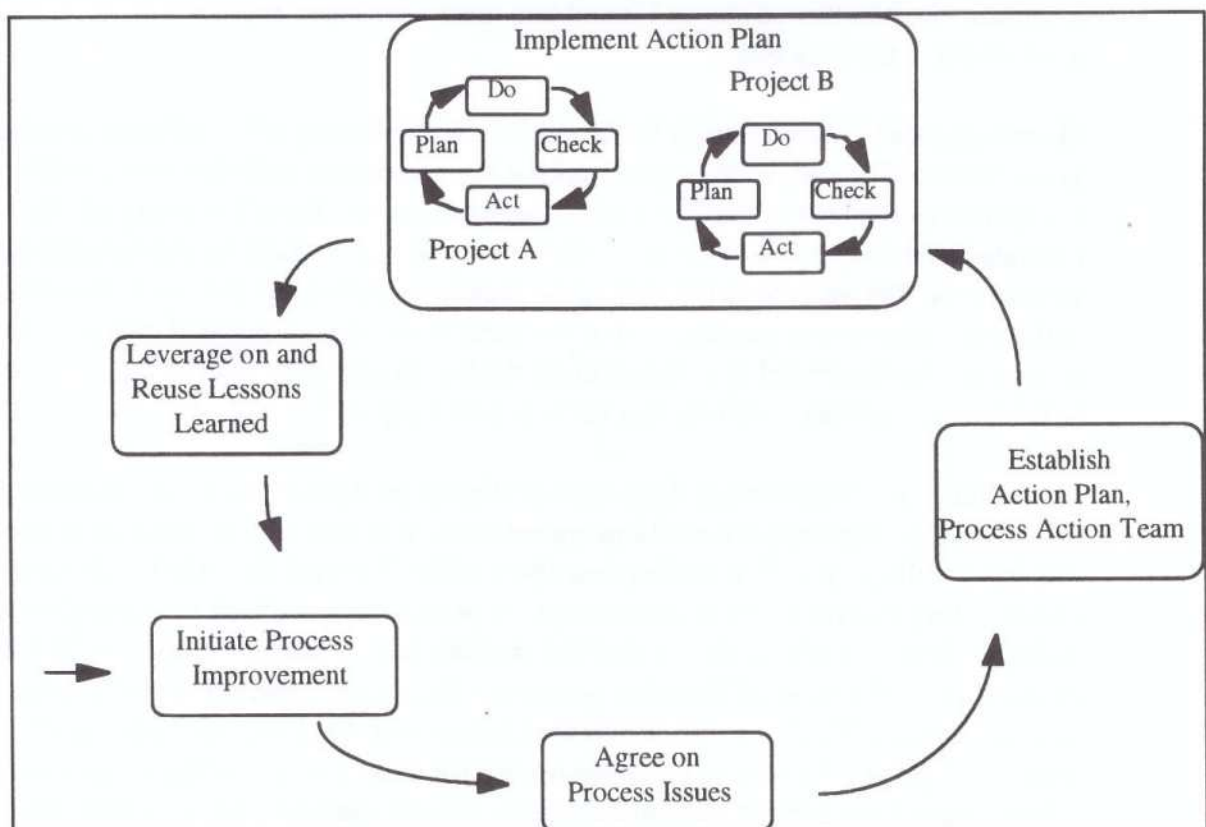 Implement Action Plan
Project A
Do
Plan
Check
Act
Project B
Do
Plan
Check
Act
Leverage on and
Reuse Lessons
Learned
Establish
Action Plan,
Process Action Team
Initiate Process
Improvement
Agree on
Process Issues